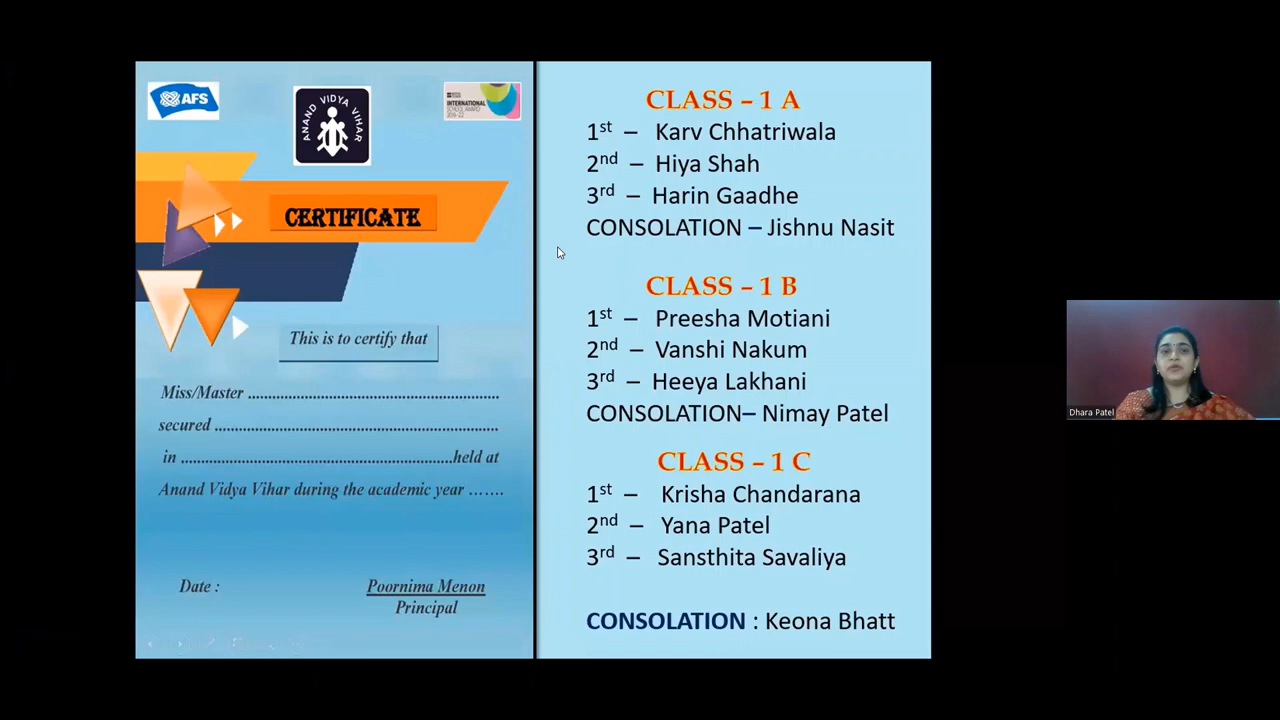 AFS
ANAND VIDYA VIHAR
INTERNATIONAL
SCHOOL AWARD
2019-22
CERTIFICATE
This is to certify that
Miss/Master ..........................................................
secured ..................................................................
in ...............................................................held at
Anand Vidya Vihar during the academic year .......
Date :
Poornima Menon
Principal
CLASS – 1 A
1st – Karv Chhatriwala
2nd – Hiya Shah
3rd – Harin Gaadhe
CONSOLATION – Jishnu Nasit
CLASS – 1 B
1st – Preesha Motiani
2nd – Vanshi Nakum
3rd – Heeya Lakhani
CONSOLATION– Nimay Patel
CLASS – 1 C
1st – Krisha Chandarana
2nd – Yana Patel
3rd – Sansthita Savaliya
CONSOLATION : Keona Bhatt
Dhara Patel